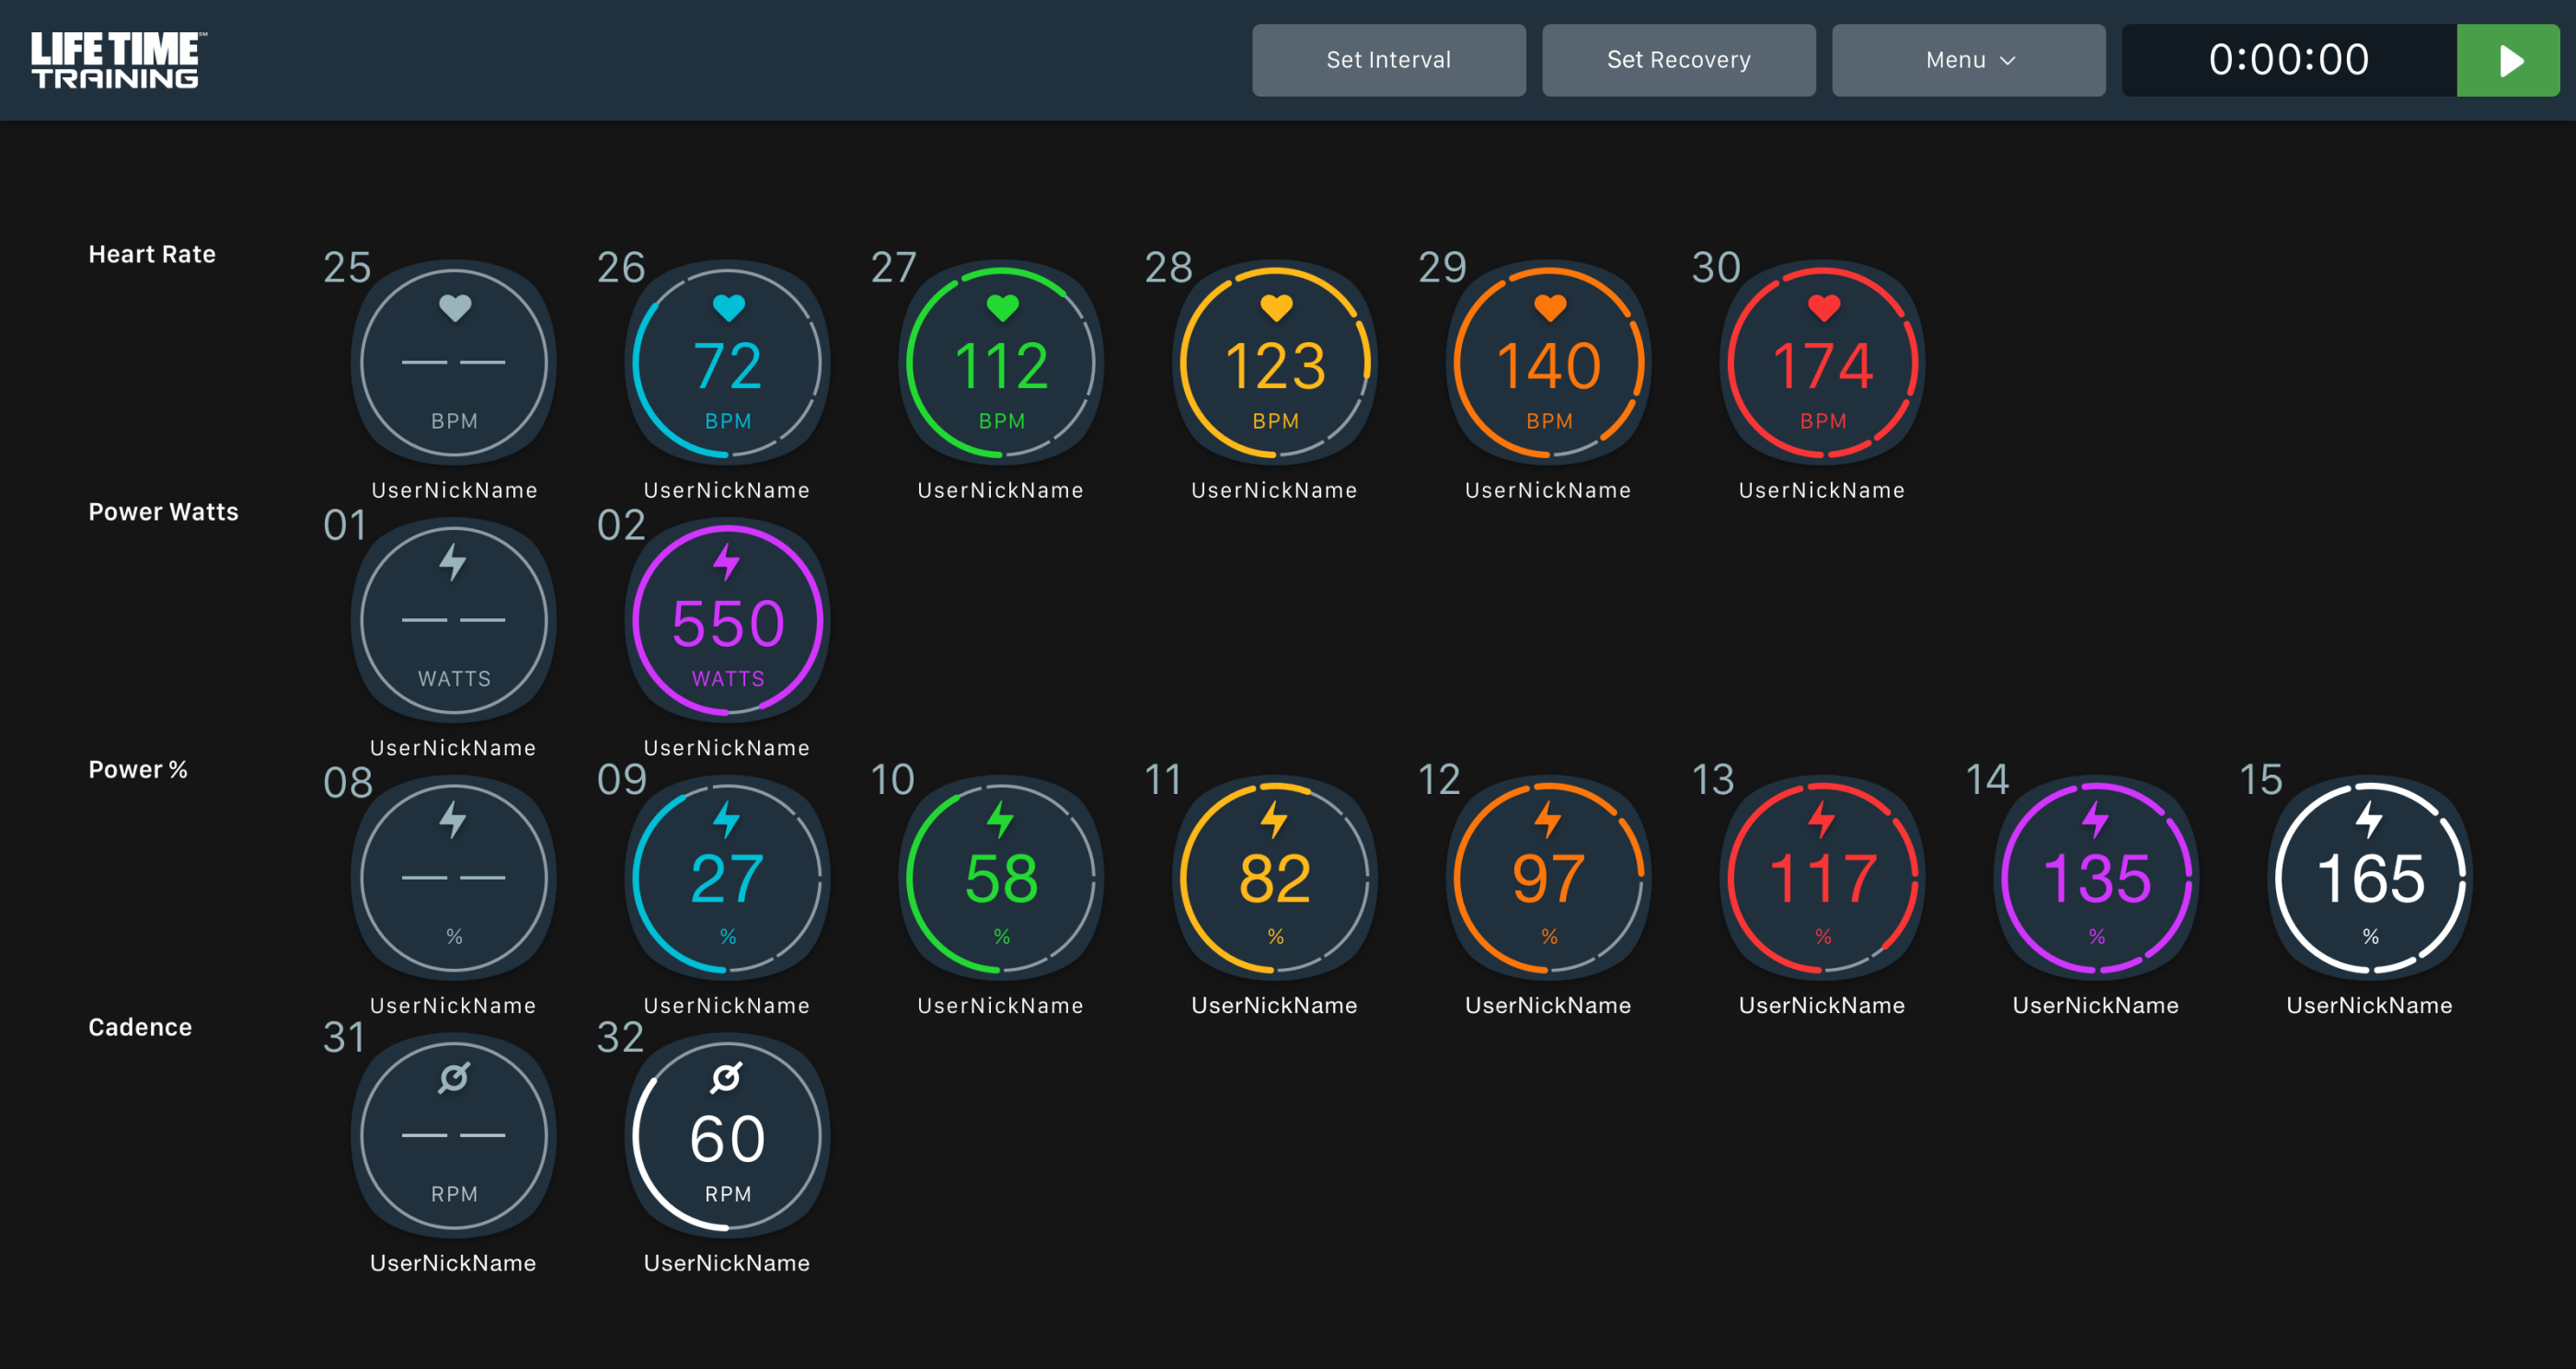 LIFE TIME℠
TRAINING
Set Interval
Set Recovery
Menu
0:00:00
Heart Rate
25 26 27 28 29 30
— — 72 112 123 140 174
BPM BPM BPM BPM BPM BPM
UserNickName UserNickName UserNickName UserNickName UserNickName UserNickName
Power Watts
01 02
— — 550
WATTS WATTS
UserNickName UserNickName
Power %
08 09 10 11 12 13 14 15
— — 27 58 82 97 117 135 165
% % % % % % % %
UserNickName UserNickName UserNickName UserNickName UserNickName UserNickName UserNickName UserNickName
Cadence
31 32
— — 60
RPM RPM
UserNickName UserNickName